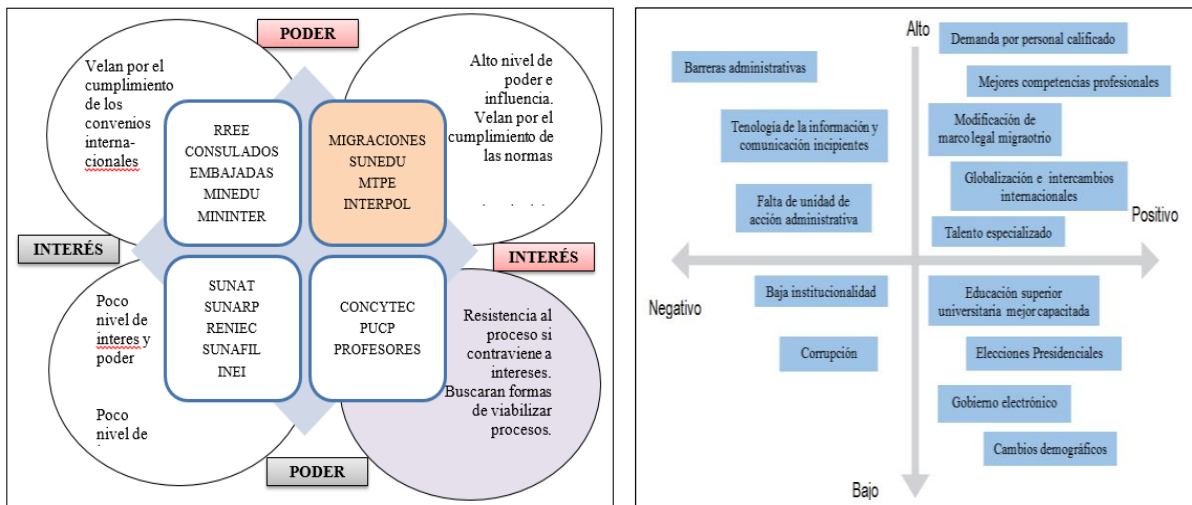 PODER
Velan por el
cumplimiento
de los
convenios
interna-
cionales
RREE
CONSULADOS
EMBAJADAS
MINEDU
MININTER
MIGRACIONES
SUNEDU
MTPE
INTERPOL
Alto nivel de
poder e
influencia.
Velan por el
cumplimiento de
las normas
INTERÉS
INTERÉS
Poco
nivel de
interes y
poder
Poco
nivel de
SUNAT
SUNARP
RENIEC
SUNAFIL
INEI
CONCYTEC
PUCP
PROFESORES
Resistencia al
proceso si
contraviene a
intereses.
Buscaran formas
de viabilizar
procesos.
PODER
Alto
Demanda por personal calificado
Barreras administrativas
Mejores competencias profesionales
Tenología de la información y
comunicación incipientes
Modificación de
marco legal migraotrio
Globalización e intercambios
internacionales
Falta de unidad de
acción administrativa
Positivo
Talento especializado
Negativo
Baja institucionalidad
Educación superior
universitaria mejor capacitada
Corrupción
Elecciones Presidenciales
Gobierno electrónico
Cambios demográficos
Bajo